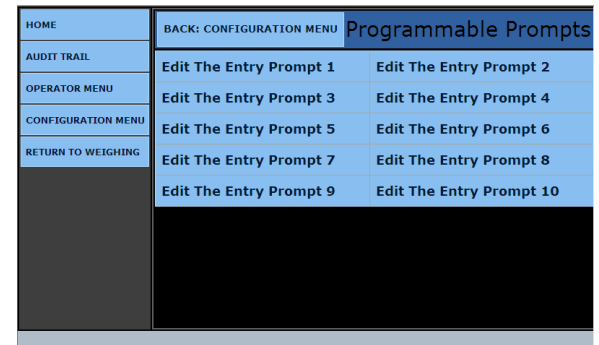 HOME
AUDIT TRAIL
OPERATOR MENU
CONFIGURATION MENU
RETURN TO WEIGHING
BACK: CONFIGURATION MENU Programmable Prompts
Edit The Entry Prompt 1 Edit The Entry Prompt 2
Edit The Entry Prompt 3 Edit The Entry Prompt 4
Edit The Entry Prompt 5 Edit The Entry Prompt 6
Edit The Entry Prompt 7 Edit The Entry Prompt 8
Edit The Entry Prompt 9 Edit The Entry Prompt 10